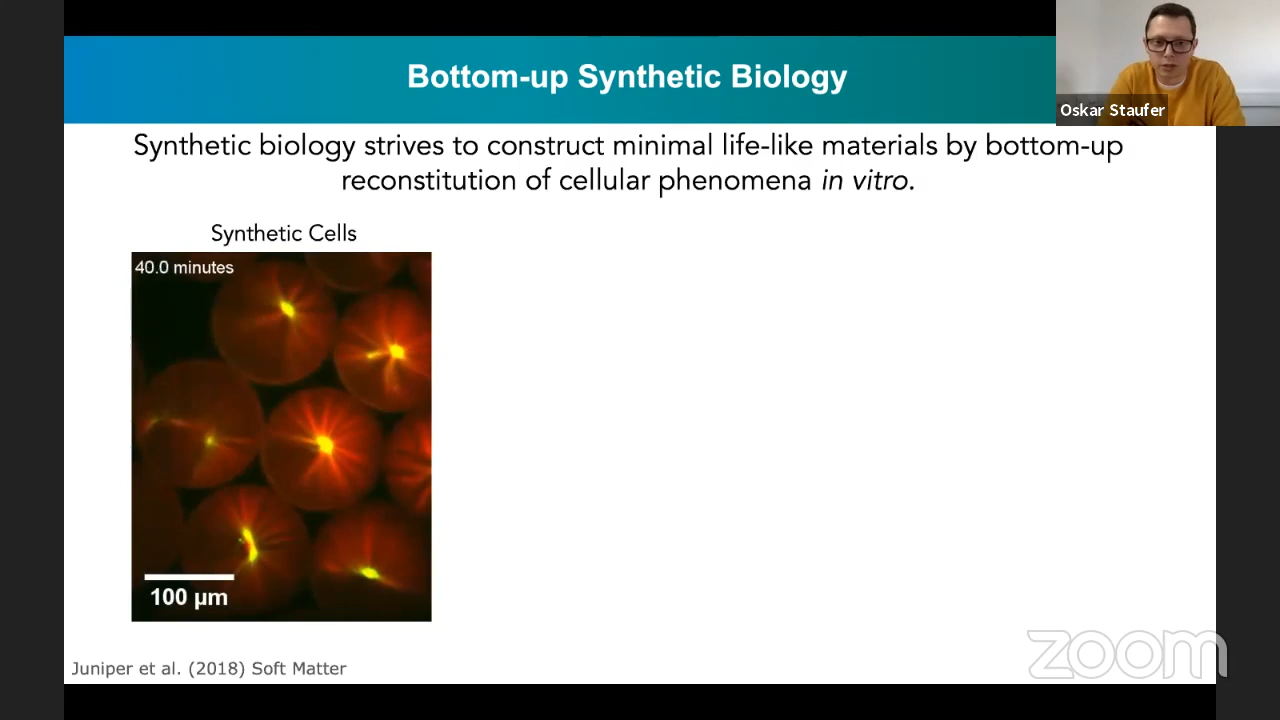 Bottom-up Synthetic Biology
Oskar Staufer
Synthetic biology strives to construct minimal life-like materials by bottom-up
reconstitution of cellular phenomena in vitro.
Synthetic Cells
40.0 minutes
100 µm
Juniper et al. (2018) Soft Matter
zoom